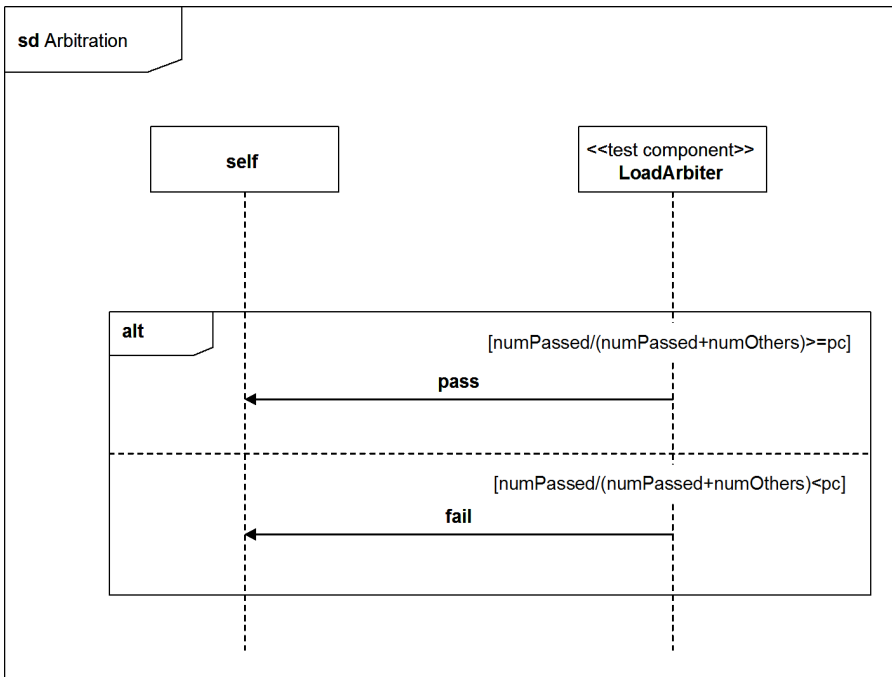 sd Arbitration
self
<<test component>>
LoadArbiter
alt
[numPassed/(numPassed+numOthers)>=pc]
pass
[numPassed/(numPassed+numOthers)<pc]
fail